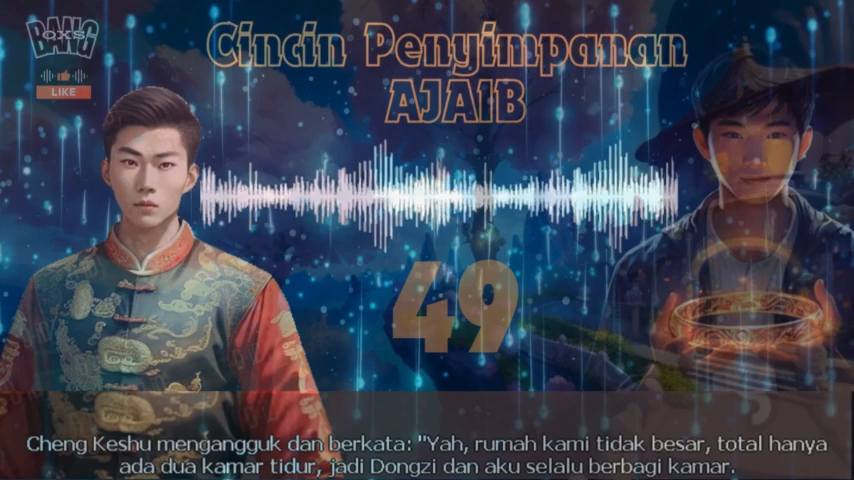 BANG
OXS
LIKE
Cincin Penyimpanan
AJAIB
49
Cheng Keshu mengangguk dan berkata: "Yah, rumah kami tidak besar, total hanya
ada dua kamar tidur, jadi Dongzi dan aku selalu berbagi kamar.